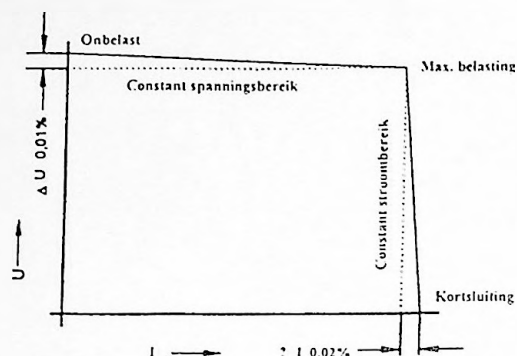 Onbelast
Max. belasting
Constant spanningsbereik
Δ U 0,01%
Constant stroombereik
U
Kortsluiting
I 0,02%